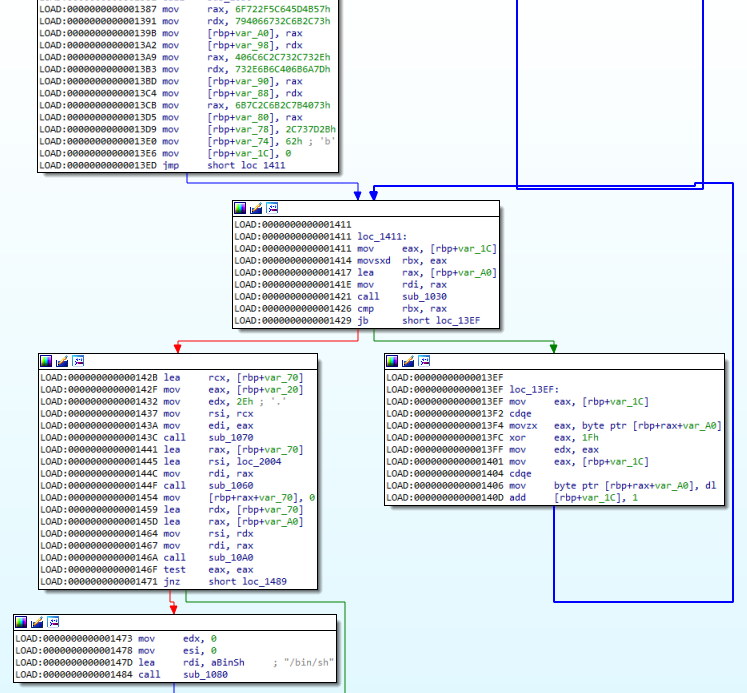 LOAD:0000000000001387 mov rax, 6F722F5C645D4B57h
LOAD:0000000000001391 mov rdx, 794066732C6B2C73h
LOAD:000000000000139B mov [rbp+var_A0], rax
LOAD:00000000000013A2 mov [rbp+var_98], rdx
LOAD:00000000000013A9 mov rax, 406C6C2C732C732Eh
LOAD:00000000000013B3 mov rdx, 732E6B6C406B6A7Dh
LOAD:00000000000013BD mov [rbp+var_90], rax
LOAD:00000000000013C4 mov [rbp+var_88], rdx
LOAD:00000000000013CB mov rax, 6B7C2C6B2C7B4073h
LOAD:00000000000013D5 mov [rbp+var_80], rax
LOAD:00000000000013D9 mov [rbp+var_78], 2C737D2Bh
LOAD:00000000000013E0 mov [rbp+var_74], 62h ; 'b'
LOAD:00000000000013E6 mov [rbp+var_1C], 0
LOAD:00000000000013ED jmp short loc_1411
LOAD:0000000000001411
LOAD:0000000000001411 loc_1411:
LOAD:0000000000001411 mov eax, [rbp+var_1C]
LOAD:0000000000001414 movsxd rbx, eax
LOAD:0000000000001417 lea rax, [rbp+var_A0]
LOAD:000000000000141E mov rdi, rax
LOAD:0000000000001421 call sub_1030
LOAD:0000000000001426 cmp rbx, rax
LOAD:0000000000001429 jb short loc_13EF
LOAD:000000000000142B lea rcx, [rbp+var_70]
LOAD:000000000000142F mov eax, [rbp+var_20]
LOAD:0000000000001432 mov edx, 2Eh ; '.'
LOAD:0000000000001437 mov rsi, rcx
LOAD:000000000000143A mov edi, eax
LOAD:000000000000143C call sub_1070
LOAD:0000000000001441 lea rax, [rbp+var_70]
LOAD:0000000000001445 lea rsi, loc_2004
LOAD:000000000000144C mov rdi, rax
LOAD:000000000000144F call sub_1060
LOAD:0000000000001454 mov [rbp+rax+var_70], 0
LOAD:0000000000001459 lea rdx, [rbp+var_70]
LOAD:000000000000145D lea rax, [rbp+var_A0]
LOAD:0000000000001464 mov rsi, rdx
LOAD:0000000000001467 mov rdi, rax
LOAD:000000000000146A call sub_10A0
LOAD:000000000000146F test eax, eax
LOAD:0000000000001471 jnz short loc_1489
LOAD:00000000000013EF
LOAD:00000000000013EF loc_13EF:
LOAD:00000000000013EF mov eax, [rbp+var_1C]
LOAD:00000000000013F2 cdqe
LOAD:00000000000013F4 movzx eax, byte ptr [rbp+rax+var_A0]
LOAD:00000000000013FC xor eax, 1Fh
LOAD:00000000000013FF mov edx, eax
LOAD:0000000000001401 mov eax, [rbp+var_1C]
LOAD:0000000000001404 cdqe
LOAD:0000000000001406 mov byte ptr [rbp+rax+var_A0], dl
LOAD:000000000000140D add [rbp+var_1C], 1
LOAD:0000000000001473 mov edx, 0
LOAD:0000000000001478 mov esi, 0
LOAD:000000000000147D lea rdi, aBinSh ; "/bin/sh"
LOAD:0000000000001484 call sub_1080